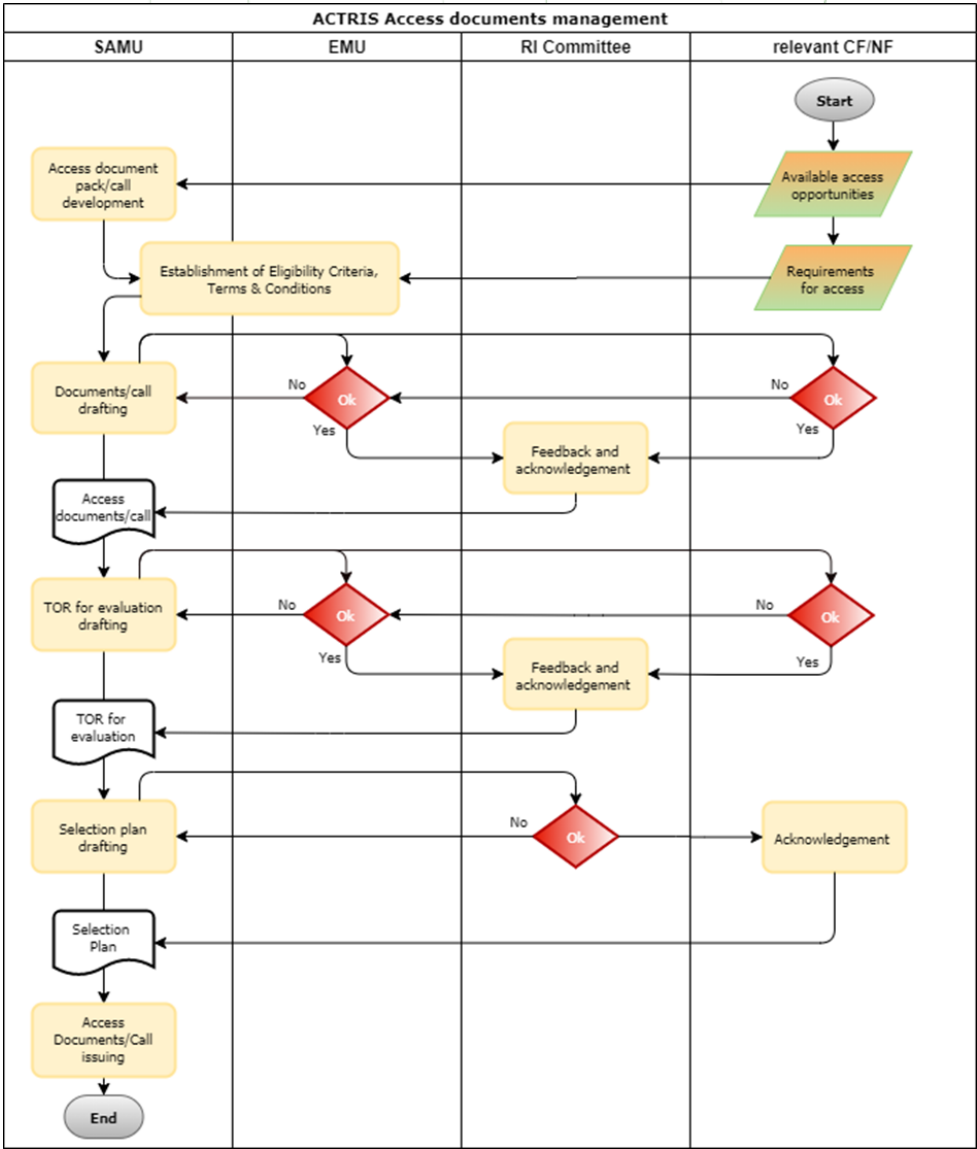 ACTRIS Access documents management
SAMU
EMU
RI Committee
relevant CF/NF
Start
Access document
pack/call
development
Available access
opportunities
Establishment of Eligibility Criteria,
Terms & Conditions
Requirements
for access
Documents/call
drafting
No
Ok
Yes
No
Ok
Yes
Feedback and
acknowledgement
Access
documents/call
TOR for evaluation
drafting
No
Ok
Yes
No
Ok
Yes
Feedback and
acknowledgement
TOR for
evaluation
Selection plan
drafting
No
Ok
Acknowledgement
Selection
Plan
Access
Documents/Call
issuing
End